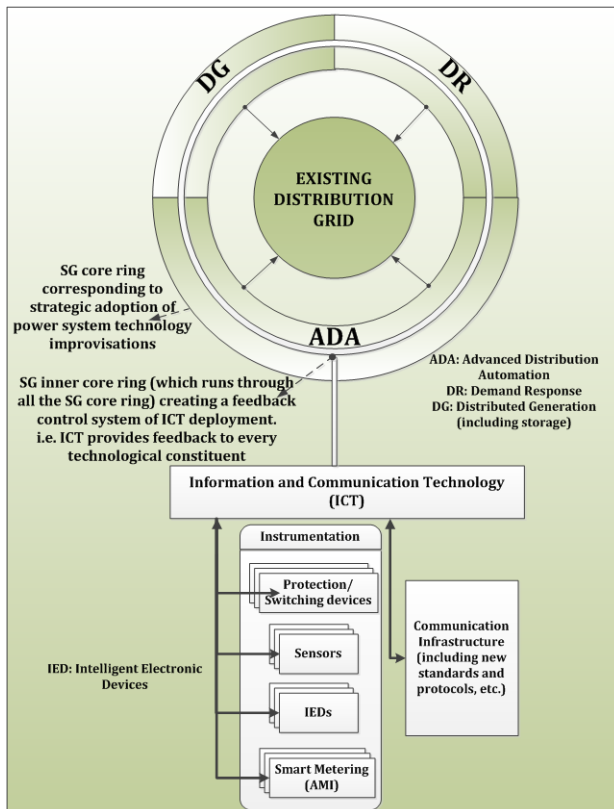 DG
DR
EXISTING
DISTRIBUTION
GRID
ADA
SG core ring
corresponding to
strategic adoption of
power system technology
improvisations
SG inner core ring (which runs through
all the SG core ring) creating a feedback
control system of ICT deployment.
i.e. ICT provides feedback to every
technological constituent
ADA: Advanced Distribution
Automation
DR: Demand Response
DG: Distributed Generation
(including storage)
Information and Communication Technology
(ICT)
Instrumentation
Protection/
Switching devices
Sensors
IEDs
Smart Metering
(AMI)
IED: Intelligent Electronic
Devices
Communication
Infrastructure
(including new
standards and
protocols, etc.)